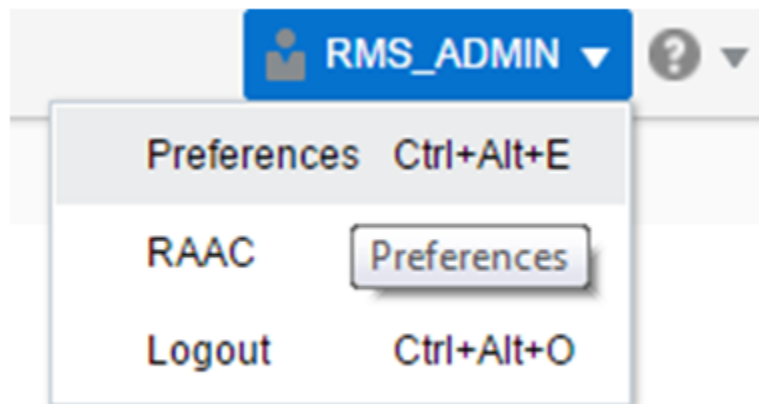 RMS_ADMIN
Preferences Ctrl+Alt+E
RAAC
Preferences
Logout Ctrl+Alt+O